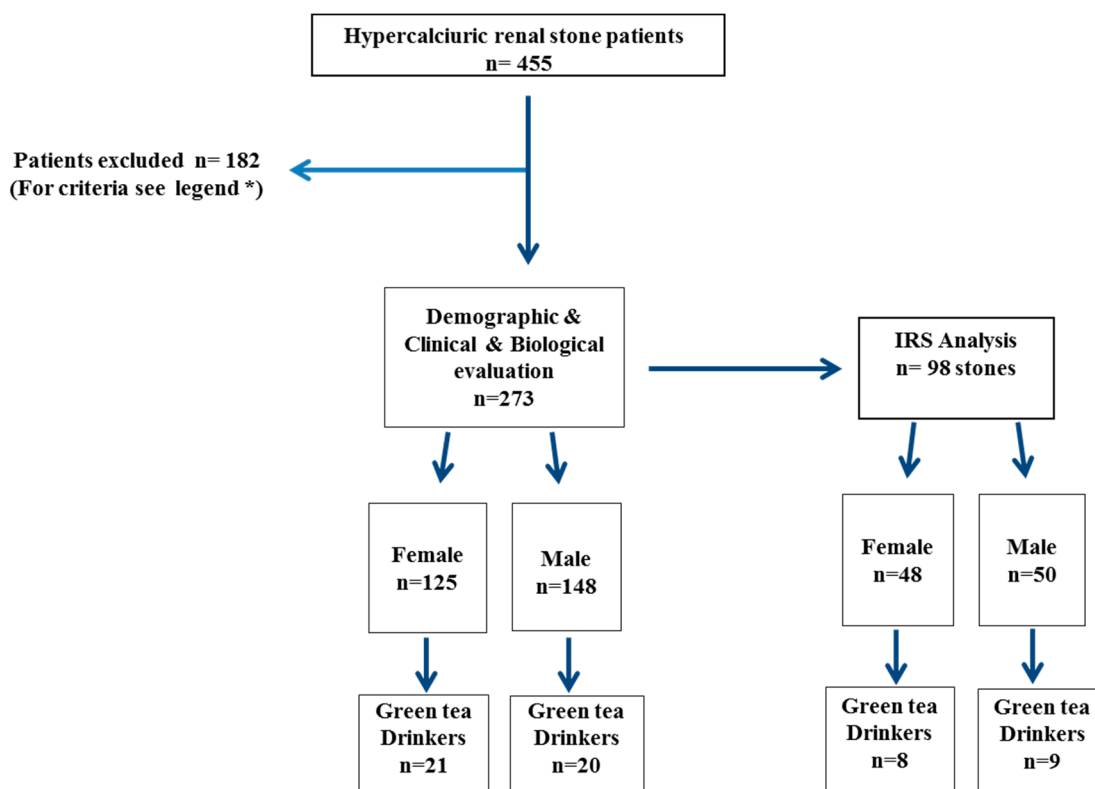 Hypercalciuric renal stone patients
n= 455
Patients excluded n= 182
(For criteria see legend *)
Demographic &
Clinical & Biological
evaluation
n=273
IRS Analysis
n= 98 stones
Female
n=125
Male
n=148
Female
n=48
Male
n=50
Green tea
Drinkers
n=21
Green tea
Drinkers
n=20
Green tea
Drinkers
n=8
Green tea
Drinkers
n=9